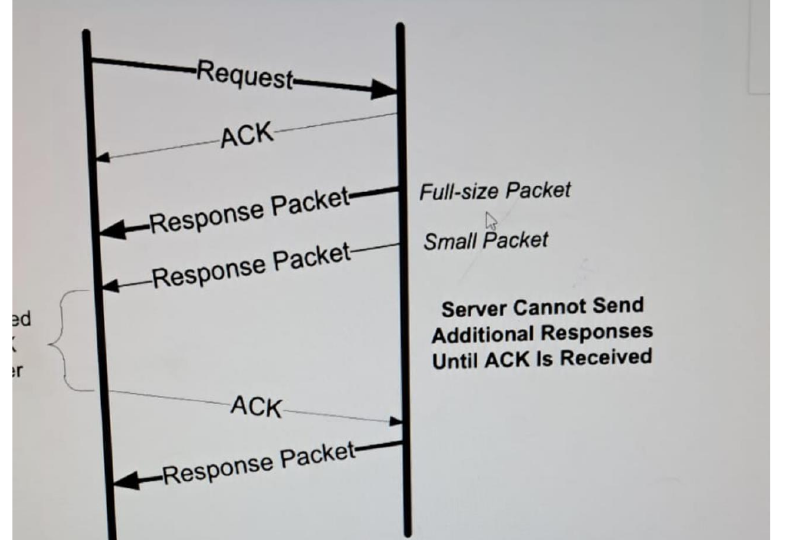 Request
ACK
Response Packet
Full-size Packet
Response Packet
Small Packet
Server Cannot Send
Additional Responses
Until ACK Is Received
ACK
Response Packet